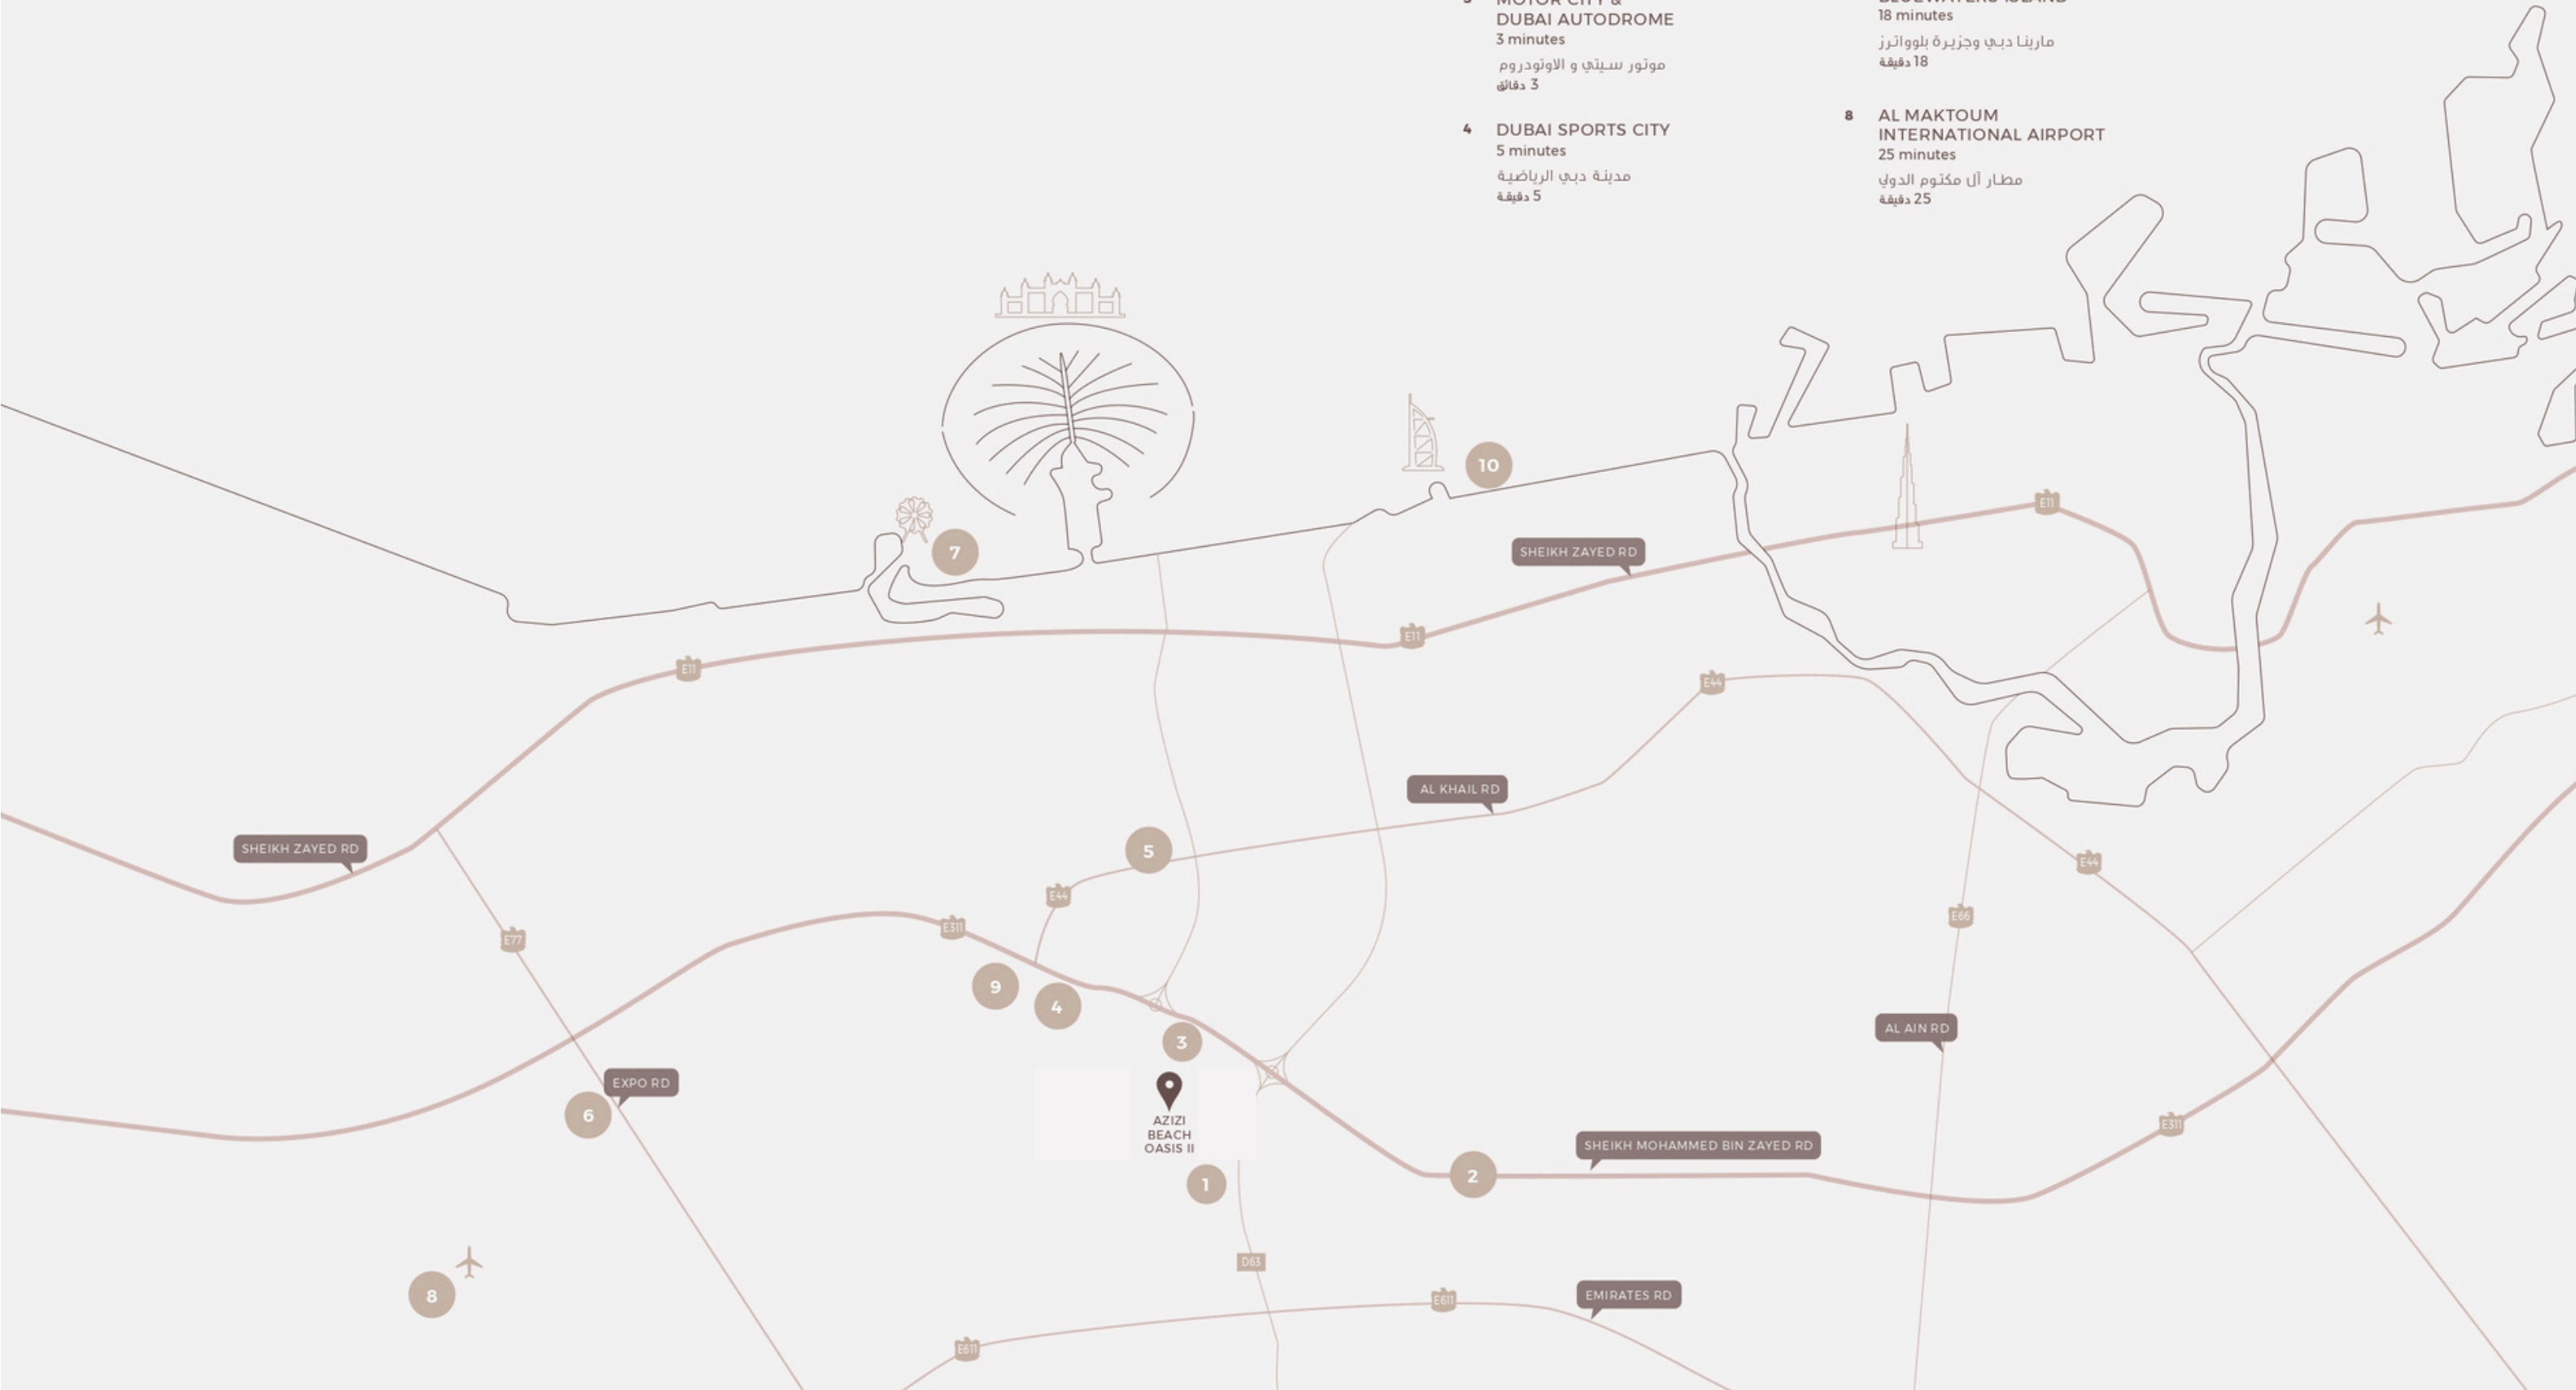 3 MOTOR CITY &
DUBAI AUTODROME
3 minutes
موتور سيتي و الاوتودروم
3 دقائق
4 DUBAI SPORTS CITY
5 minutes
مدينة دبي الرياضية
5 دقيقة
BLUEWATERS ISLAND
18 minutes
مارينا دبي وجزيرة بلوواترز
18 دقيقة
8 AL MAKTOUM
INTERNATIONAL AIRPORT
25 minutes
مطار آل مكتوم الدولي
25 دقيقة
10
7
SHEIKH ZAYED RD
E11
E11
E11
E44
AL KHAIL RD
SHEIKH ZAYED RD
5
E44
E44
E77
E311
E66
9
4
3
AL AIN RD
EXPO RD
6
AZIZI
BEACH
OASIS II
E311
SHEIKH MOHAMMED BIN ZAYED RD
2
1
D63
8
E611
EMIRATES RD
E611